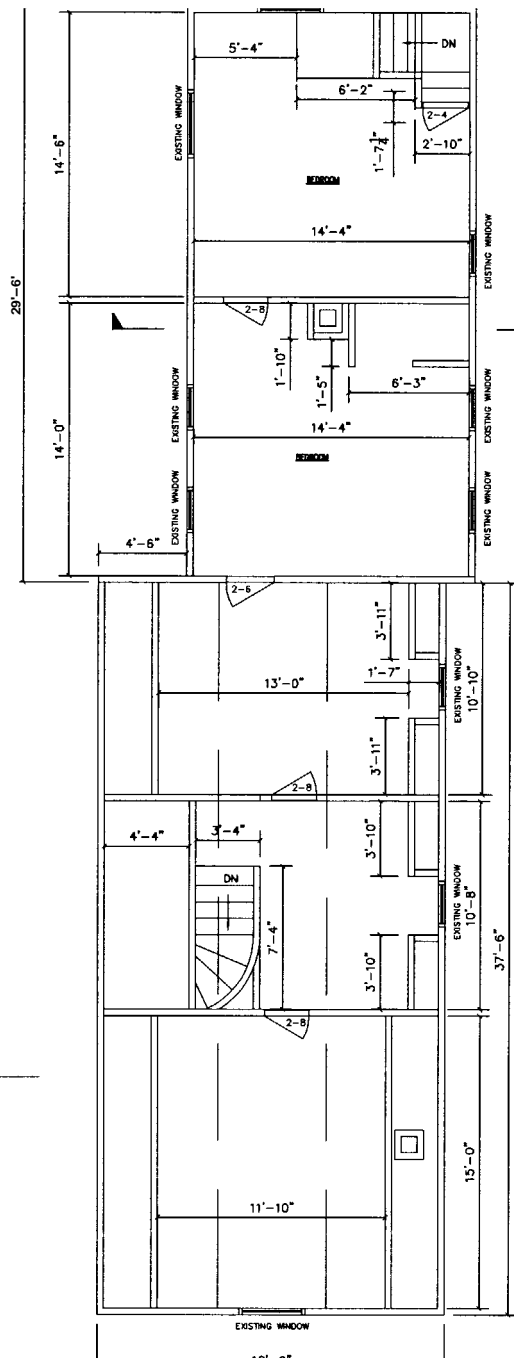 5'-4"
DN
6'-2"
2-4
EXISTING WINDOW
14'-6"
1'-7 1/4"
2'-10"
BEDROOM
14'-4"
EXISTING WINDOW
29'-6"
2-8
1'-10"
1'-5"
6'-3"
EXISTING WINDOW
EXISTING WINDOW
14'-0"
14'-4"
BEDROOM
EXISTING WINDOW
EXISTING WINDOW
4'-6"
2-6
3'-11"
13'-0"
1'-7"
EXISTING WINDOW
10'-10"
3'-11"
2-8
4'-4"
3'-4"
3'-10"
DN
EXISTING WINDOW
10'-8"
7'-4"
3'-10"
37'-6"
2-8
15'-0"
11'-10"
EXISTING WINDOW